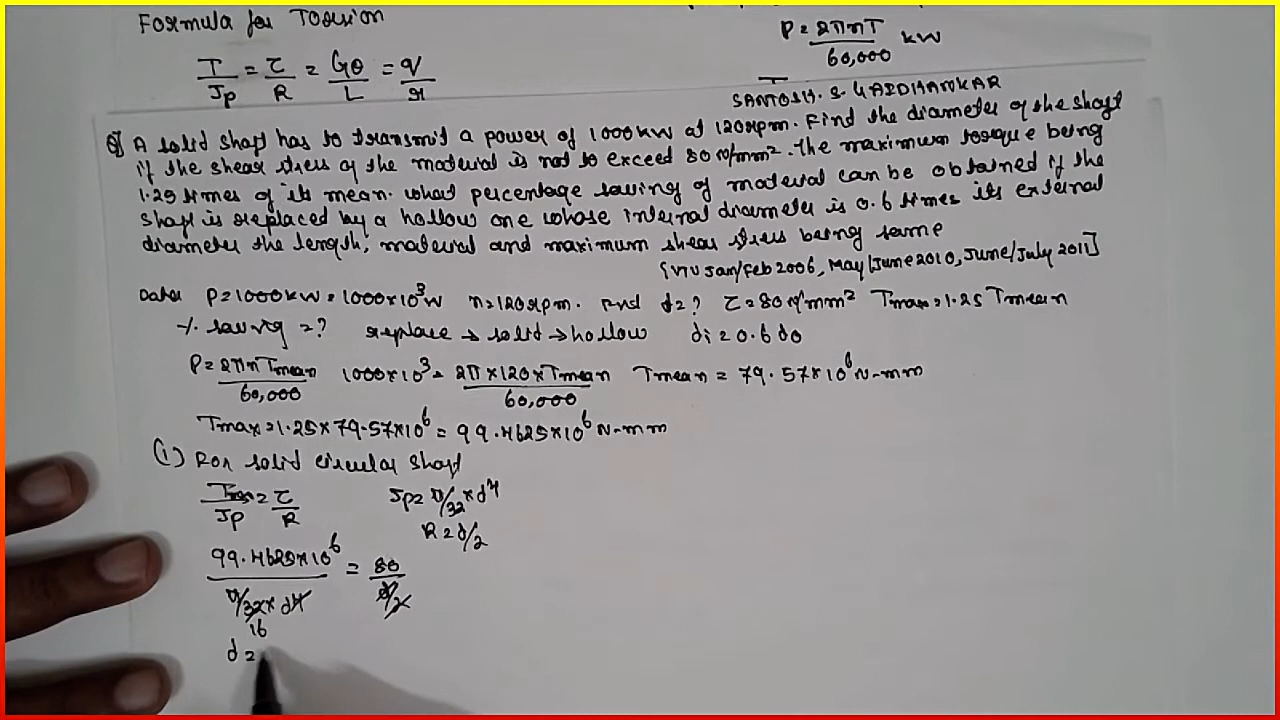 Formula for Torsion
P = 2πnT / 60,000 kW
T/Jp = τ/R = Gθ/L = q/r
SANTOSH. S. GARDHANKAR
Q] A solid shaft has to transmit a power of 1000kw at 120rpm. Find the diameter of the shaft
if the shear stress of the material is not to exceed 80 N/mm². The maximum torque being
1.25 times of its mean. what percentage saving of material can be obtained if the
shaft is replaced by a hollow one whose internal diameter is 0.6 times its external
diameter the length, material and maximum shear stress being same
[VTU Jan/Feb 2006, May/June 2010, June/July 2011]
Data P=1000kw=1000×10³W n=120rpm. Find d=? τ=80 N/mm² Tmax=1.25 Tmean
% saving =? replace → solid → hollow di=0.6do
P = 2πnTmean / 60,000 1000×10³ = 2π×120×Tmean / 60,000 Tmean = 79.57×10⁶ N-mm
Tmax=1.25×79.57×10⁶ = 99.4625×10⁶ N-mm
(i) For solid circular shaft
Tmax/Jp = τ/R Jp = π/32 × d⁴
R = d/2
99.4625×10⁶ / π/32 × d⁴ = 80 / d/2
16
d =